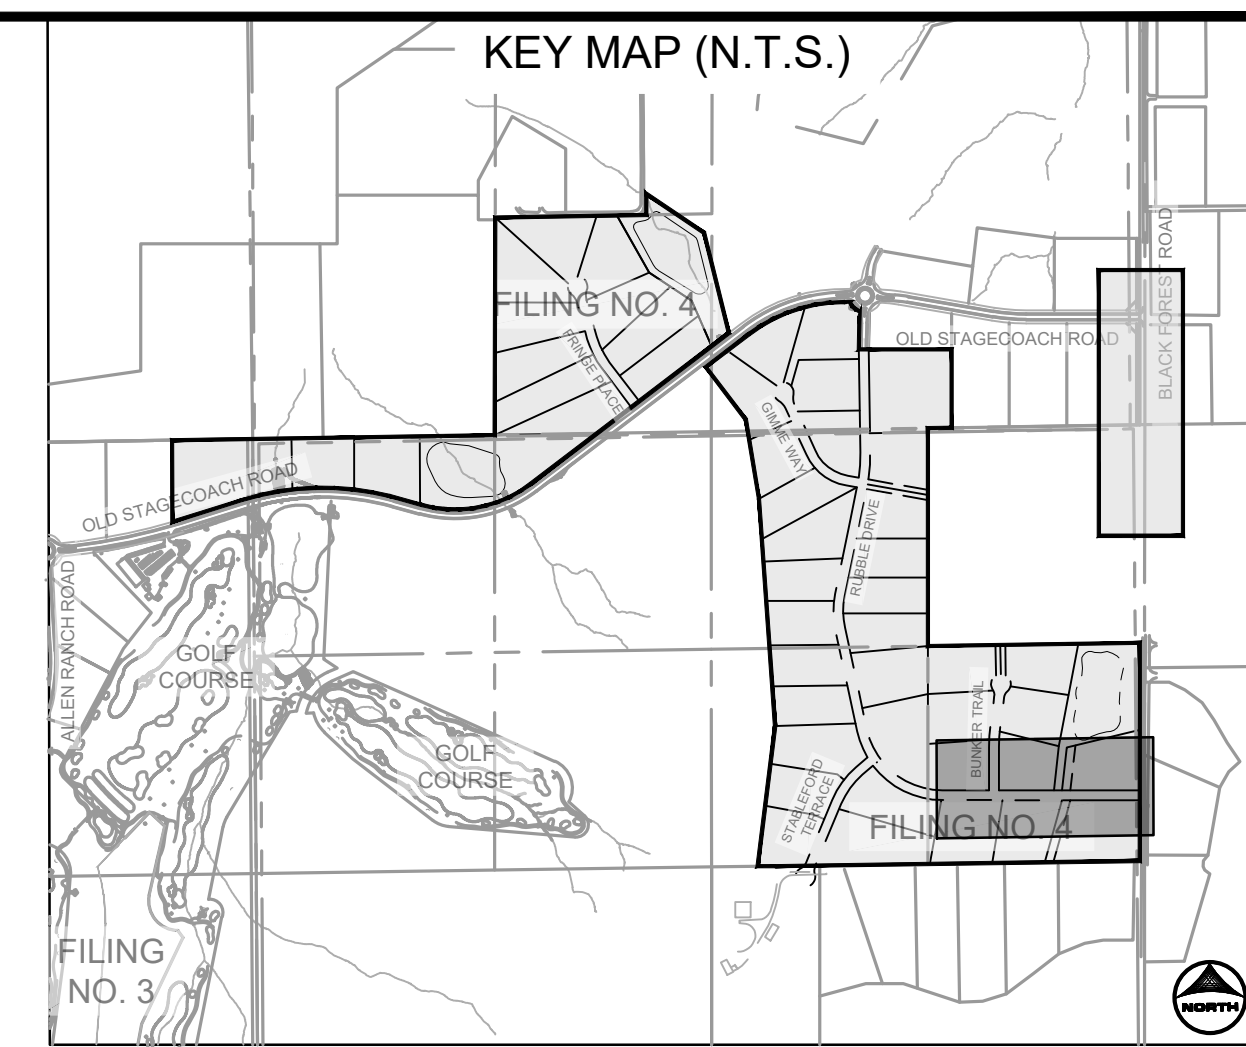 KEY MAP (N.T.S.)
BLACK FOREST ROAD
FILING NO. 4
OLD STAGECOACH ROAD
FRINGE PLACE
GIMME WAY
OLD STAGECOACH ROAD
RUBBLE DRIVE
ALLEN RANCH ROAD
GOLF
COURSE
BUNKER TRAIL
GOLF
COURSE
STABLEFORD
TERRACE
FILING NO. 4
FILING
NO. 3
NORTH